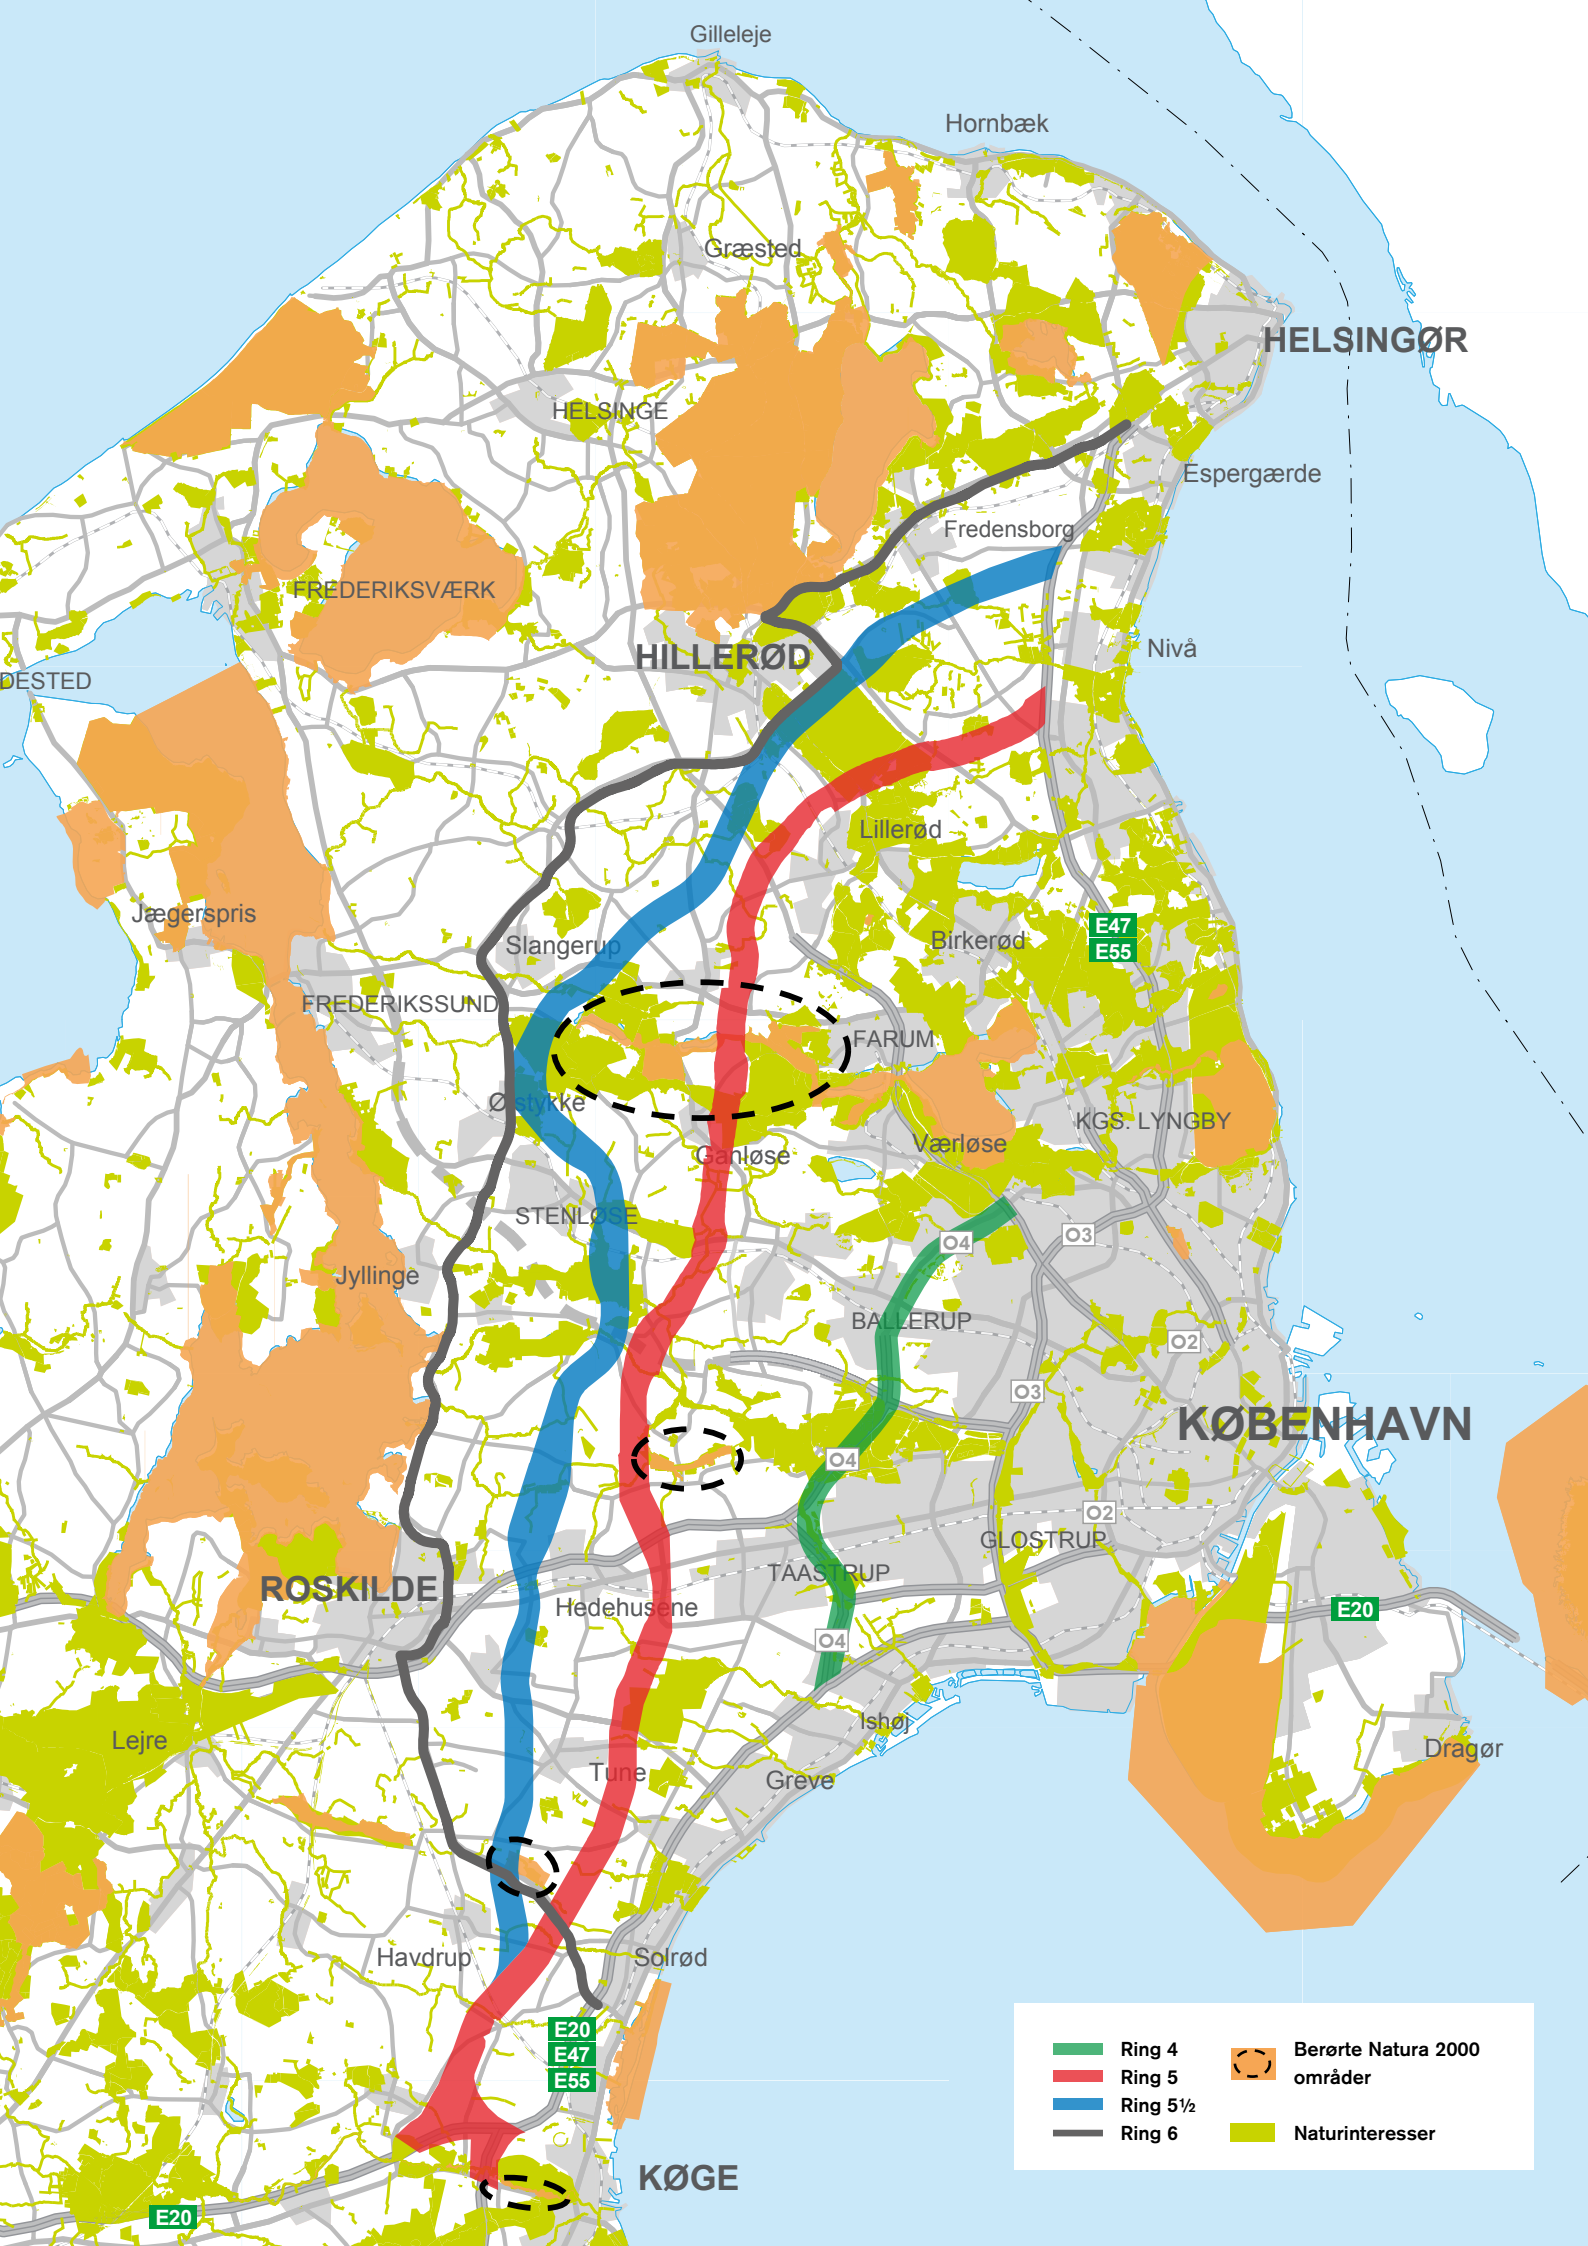 Gilleleje
Hornbæk
Græsted
HELSINGØR
HELSINGE
Espergærde
Fredensborg
FREDERIKSVÆRK
HILLERØD
Nivå
DESTED
Lillerød
Jægerspris
E47
E55
Birkerød
Slangerup
FREDERIKSSUND
FARUM
Ølstykke
KGS. LYNGBY
Værløse
Ganløse
STENLØSE
O3
O4
Jyllinge
BALLERUP
O2
O3
KØBENHAVN
O4
O2
GLOSTRUP
TAASTRUP
ROSKILDE
Hedehusene
E20
O4
Ishøj
Lejre
Dragør
Tune
Greve
Havdrup
Solrød
E20
E47
E55
Ring 4
Ring 5
Ring 5½
Ring 6
Berørte Natura 2000
områder
Naturinteresser
KØGE
E20